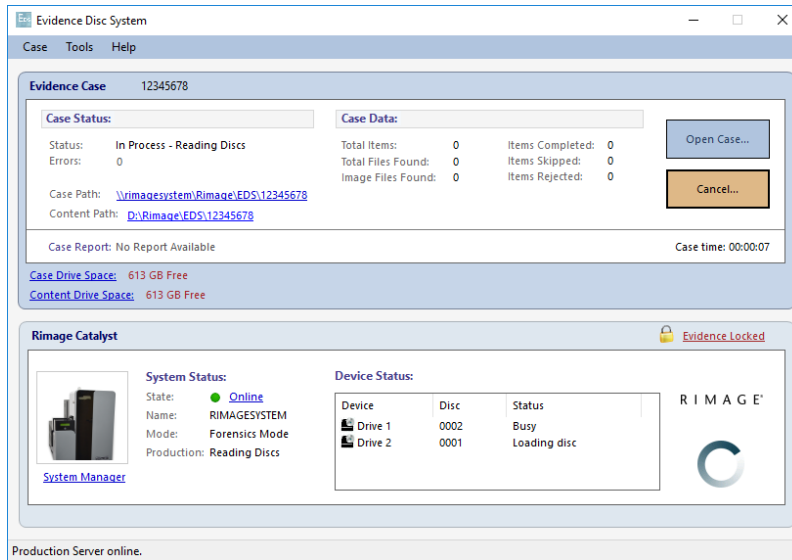 Evidence Disc System
Case Tools Help
Evidence Case 12345678
Case Status:
Status: In Process - Reading Discs
Errors: 0
Case Path: \\rimagesystem\Rimage\EDS\12345678
Content Path: D:\Rimage\EDS\12345678
Case Data:
Total Items: 0 Items Completed: 0
Total Files Found: 0 Items Skipped: 0
Image Files Found: 0 Items Rejected: 0
Open Case...
Cancel...
Case Report: No Report Available Case time: 00:00:07
Case Drive Space: 613 GB Free
Content Drive Space: 613 GB Free
Rimage Catalyst Evidence Locked
System Manager
System Status:
State: Online
Name: RIMAGESYSTEM
Mode: Forensics Mode
Production: Reading Discs
Device Status:
Device Disc Status
Drive 1 0002 Busy
Drive 2 0001 Loading disc
RIMAGE
Production Server online.